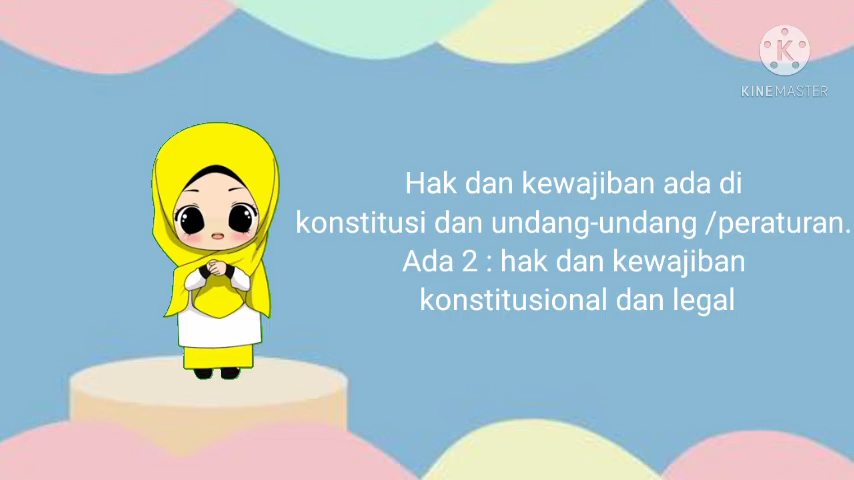 K
KINEMASTER
Hak dan kewajiban ada di
konstitusi dan undang-undang /peraturan.
Ada 2 : hak dan kewajiban
konstitusional dan legal